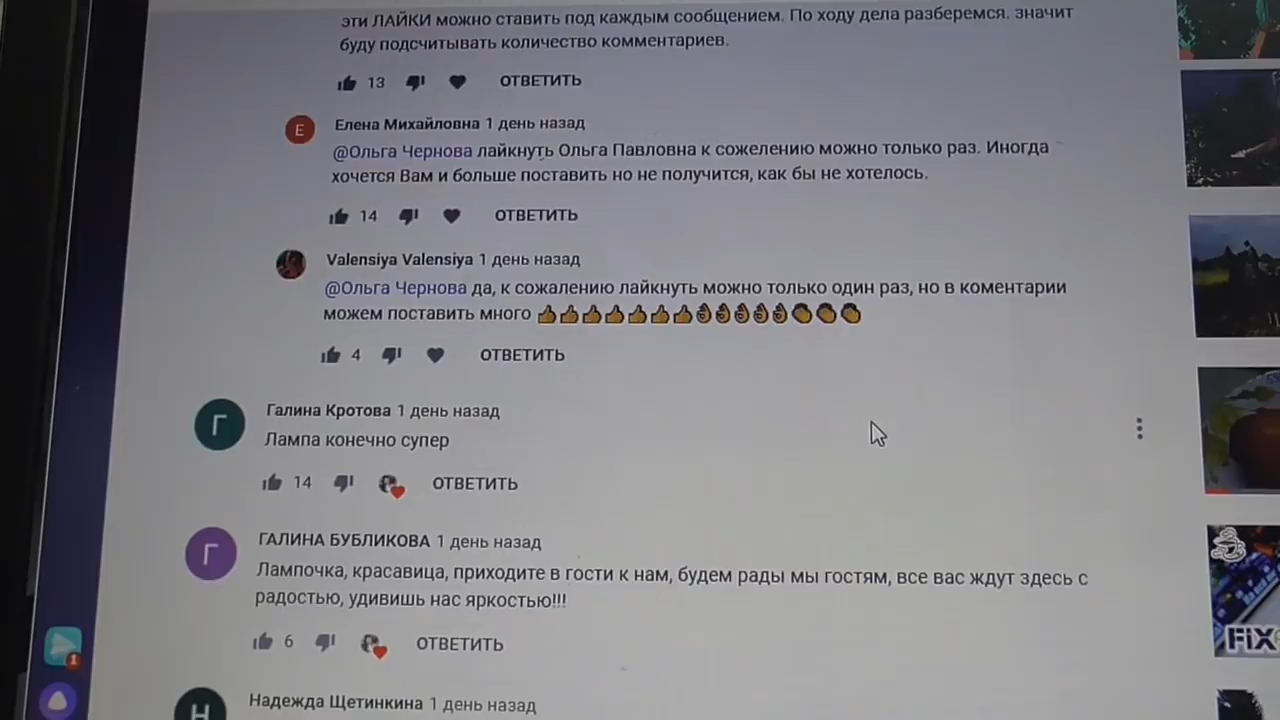 эти ЛАЙКИ можно ставить под каждым сообщением. По ходу дела разберемся. значит
буду подсчитывать количество комментариев.
13 ОТВЕТИТЬ
Е
Елена Михайловна 1 день назад
@Ольга Чернова лайкнуть Ольга Павловна к сожелению можно только раз. Иногда
хочется Вам и больше поставить но не получится, как бы не хотелось.
14 ОТВЕТИТЬ
Valensiya Valensiya 1 день назад
@Ольга Чернова да, к сожалению лайкнуть можно только один раз, но в коментарии
можем поставить много 👍👍👍👍👍👍👍👌👌👌👌👌👏👏👏
4 ОТВЕТИТЬ
Г
Галина Кротова 1 день назад
Лампа конечно супер
14 ОТВЕТИТЬ
Г
ГАЛИНА БУБЛИКОВА 1 день назад
Лампочка, красавица, приходите в гости к нам, будем рады мы гостям, все вас ждут здесь с
радостью, удивишь нас яркостью!!!
6 ОТВЕТИТЬ
FiX
1
Н
Надежда Щетинкина 1 день назад